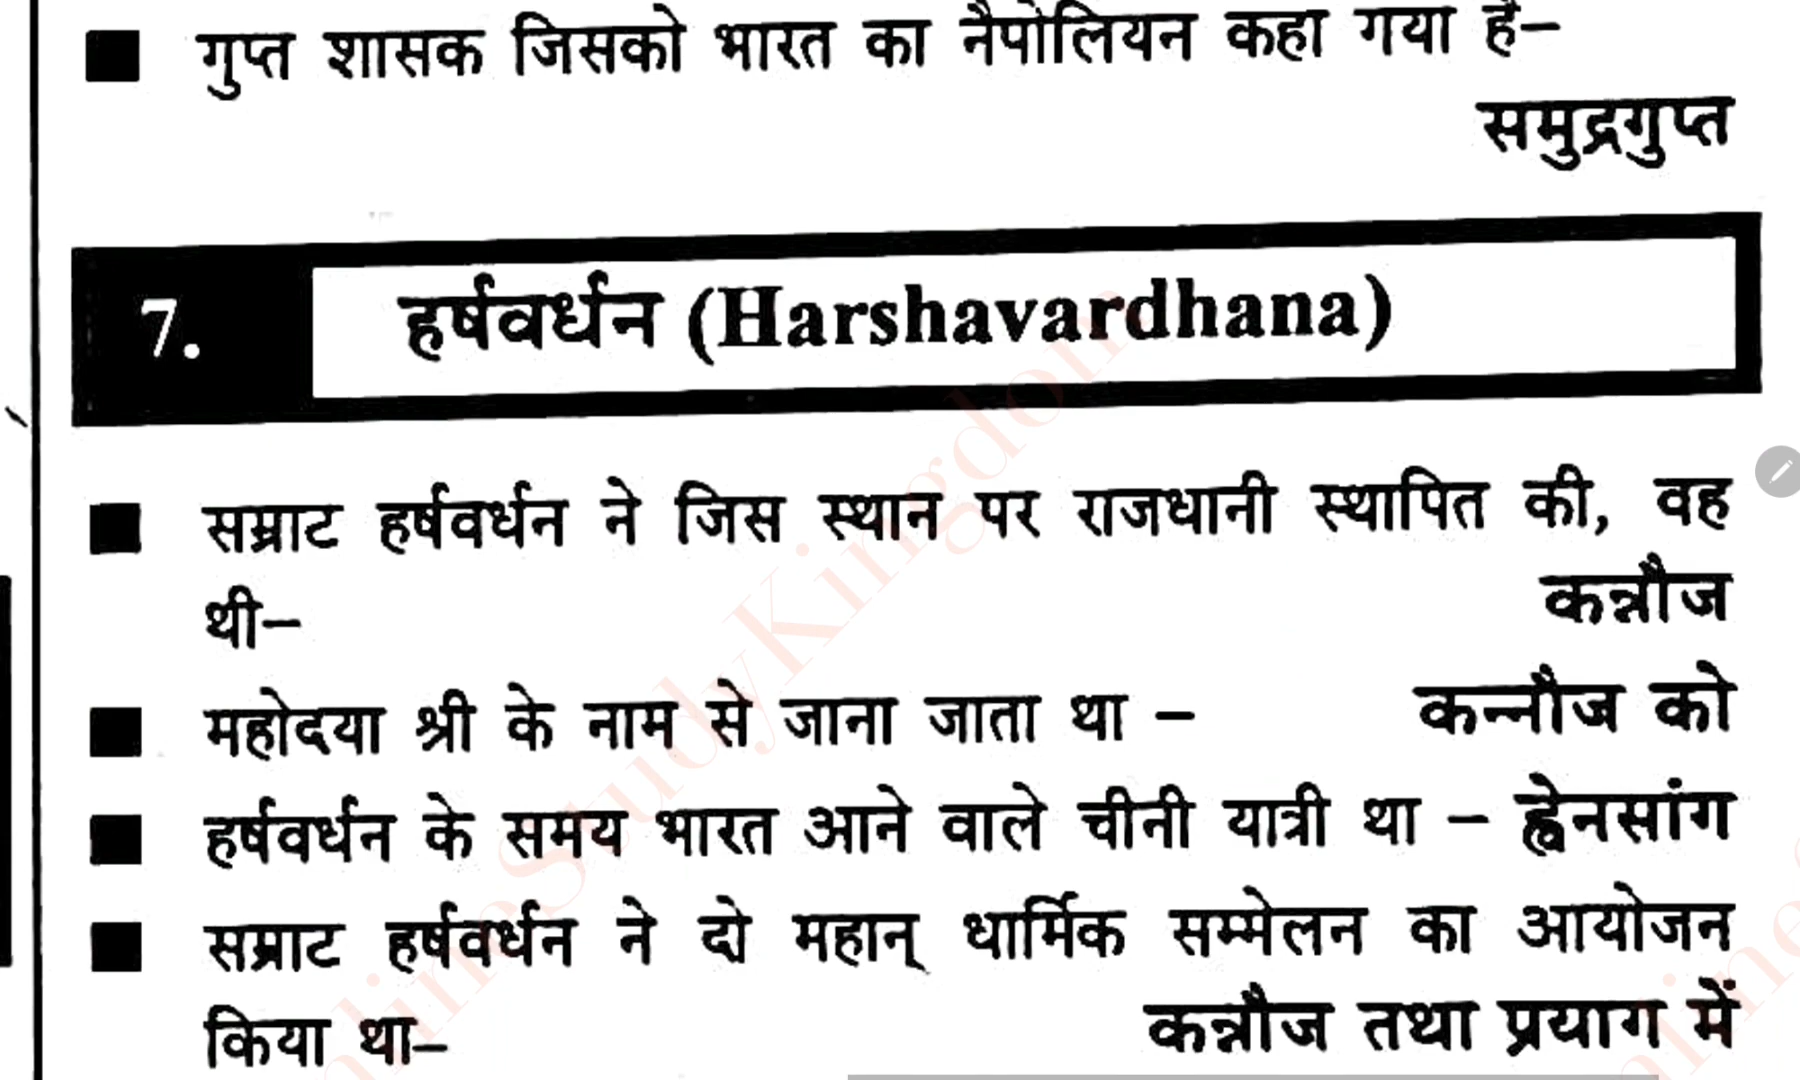 ■ गुप्त शासक जिसको भारत का नैपोलियन कहा गया है–
समुद्रगुप्त
7. हर्षवर्धन (Harshavardhana)
■ सम्राट हर्षवर्धन ने जिस स्थान पर राजधानी स्थापित की, वह
थी– कन्नौज
■ महोदया श्री के नाम से जाना जाता था – कन्नौज को
■ हर्षवर्धन के समय भारत आने वाले चीनी यात्री था – ह्वेनसांग
■ सम्राट हर्षवर्धन ने दो महान् धार्मिक सम्मेलन का आयोजन
किया था– कन्नौज तथा प्रयाग में